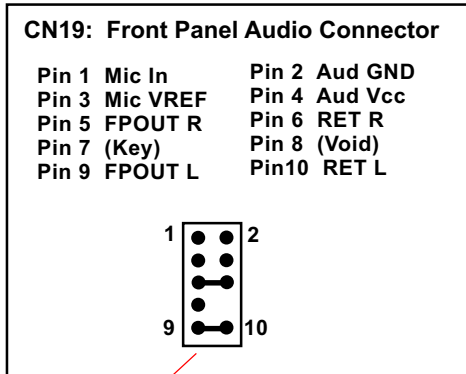 CN19: Front Panel Audio Connector
Pin 1 Mic In Pin 2 Aud GND
Pin 3 Mic VREF Pin 4 Aud Vcc
Pin 5 FPOUT R Pin 6 RET R
Pin 7 (Key) Pin 8 (Void)
Pin 9 FPOUT L Pin10 RET L
1 2
9 10